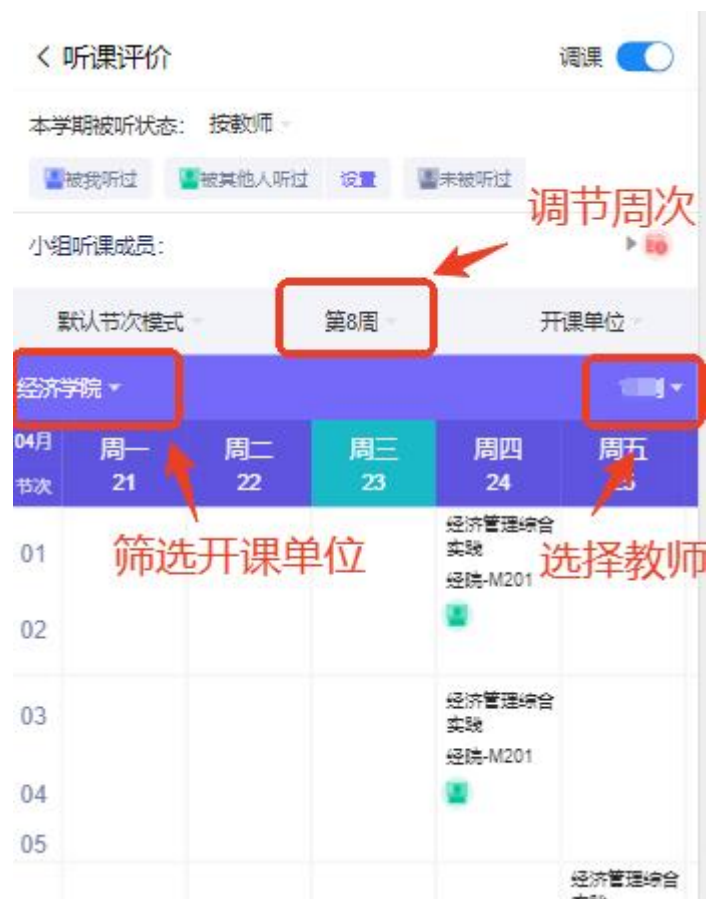 听课评价 调课
本学期被听状态： 按教师
被我听过 被其他人听过 设置 未被听过
调节周次
小组听课成员：
默认节次模式 第8周 开课单位
经济学院
04月 周一 周二 周三 周四 周五
节次 21 22 23 24
经济管理综合
01 筛选开课单位 实践 选择教师
经院-M201
02
经济管理综合
03 实践
经院-M201
04
05
经济管理综合